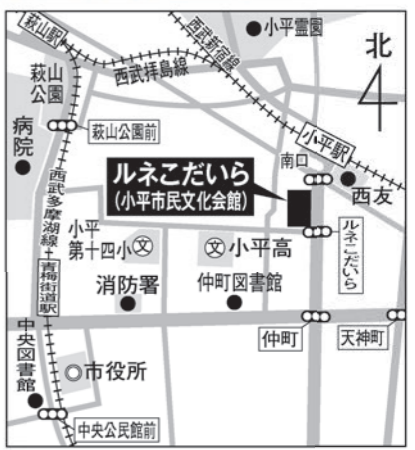 萩山駅
西武拝島線
西武新宿線
小平霊園
北
萩山
公園
病院
萩山公園前
西武多摩湖線
小平駅
南口
西友
ルネこだいら
(小平市民文化会館)
ルネこだいら
小平
第十四小
文
文
小平高
消防署
仲町図書館
青梅街道駅
仲町
天神町
中央図書館
市役所
中央公民館前